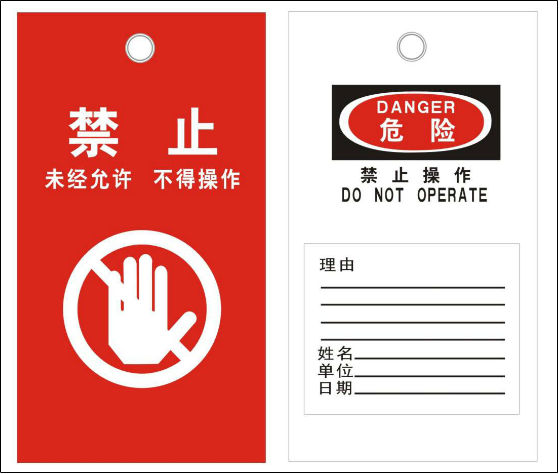 禁 止
未经允许 不得操作
DANGER
危 险
禁止操作
DO NOT OPERATE
理由
姓名
单位
日期